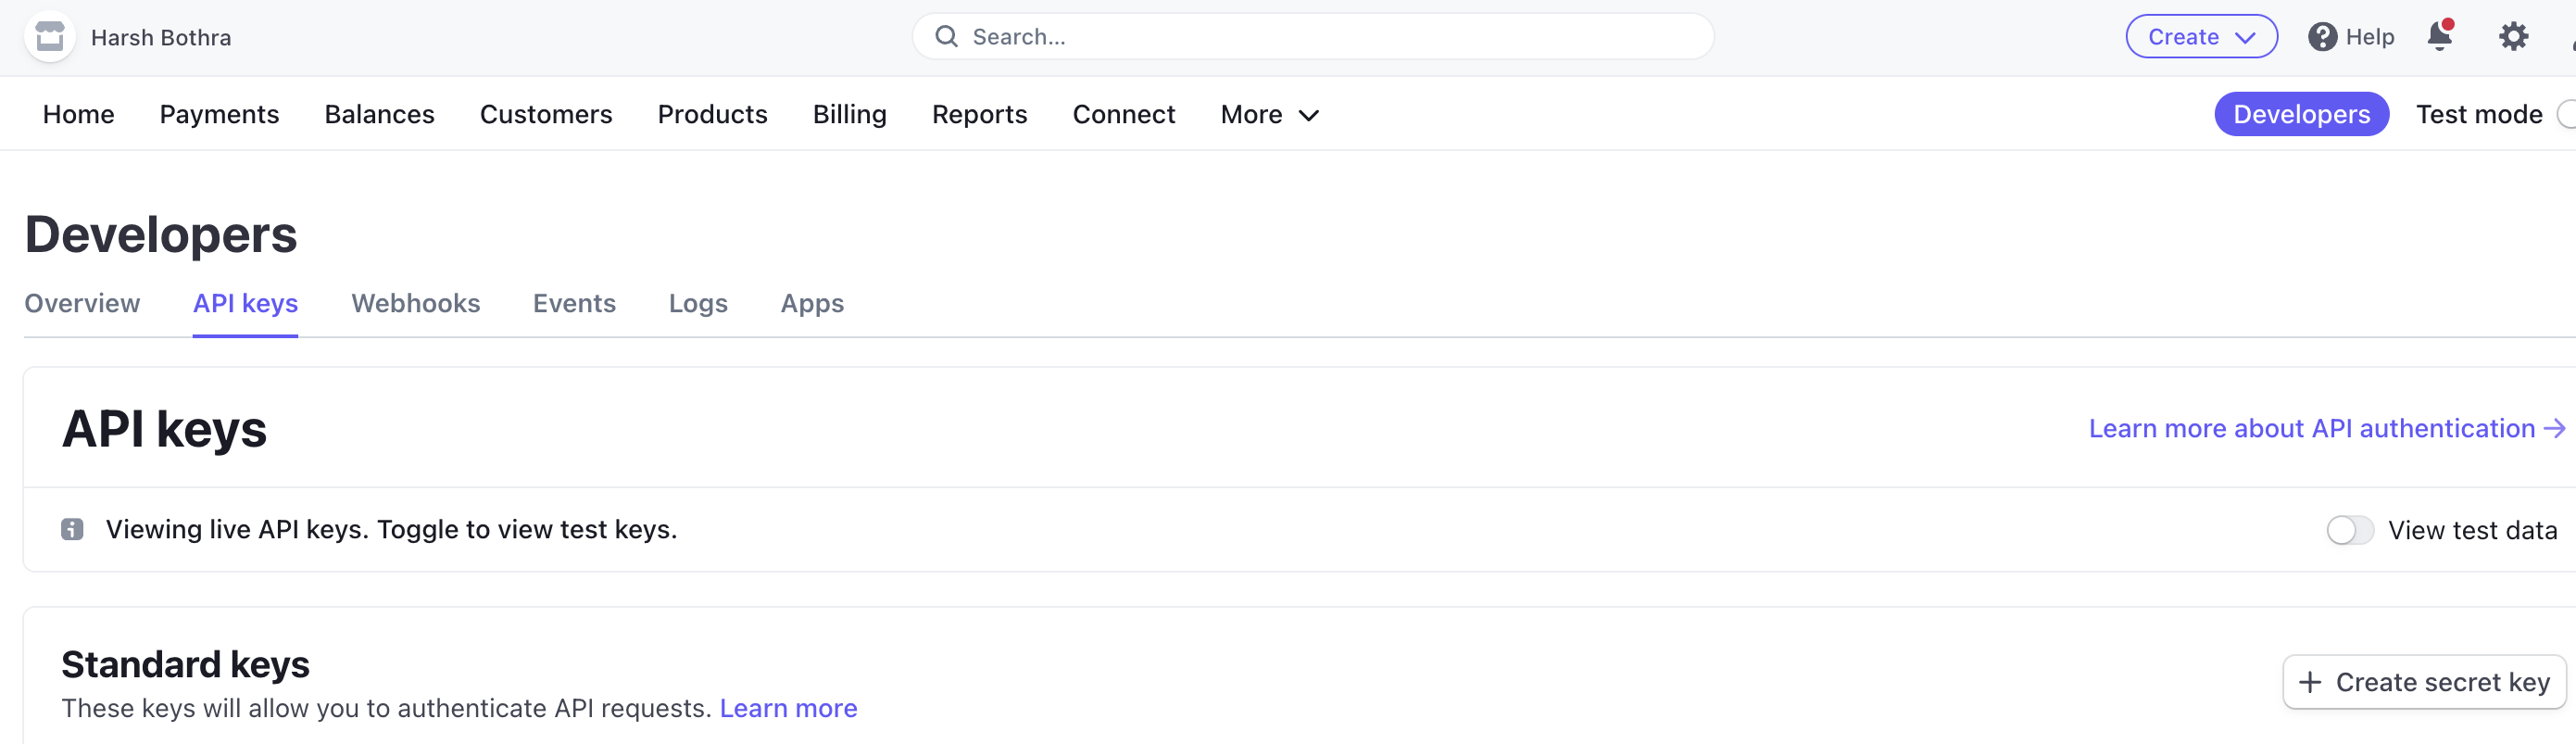 Harsh Bothra
Search...
Create
Help
Home Payments Balances Customers Products Billing Reports Connect More
Developers
Test mode
Developers
Overview API keys Webhooks Events Logs Apps
API keys
Learn more about API authentication
Viewing live API keys. Toggle to view test keys.
View test data
Standard keys
These keys will allow you to authenticate API requests. Learn more
Create secret key